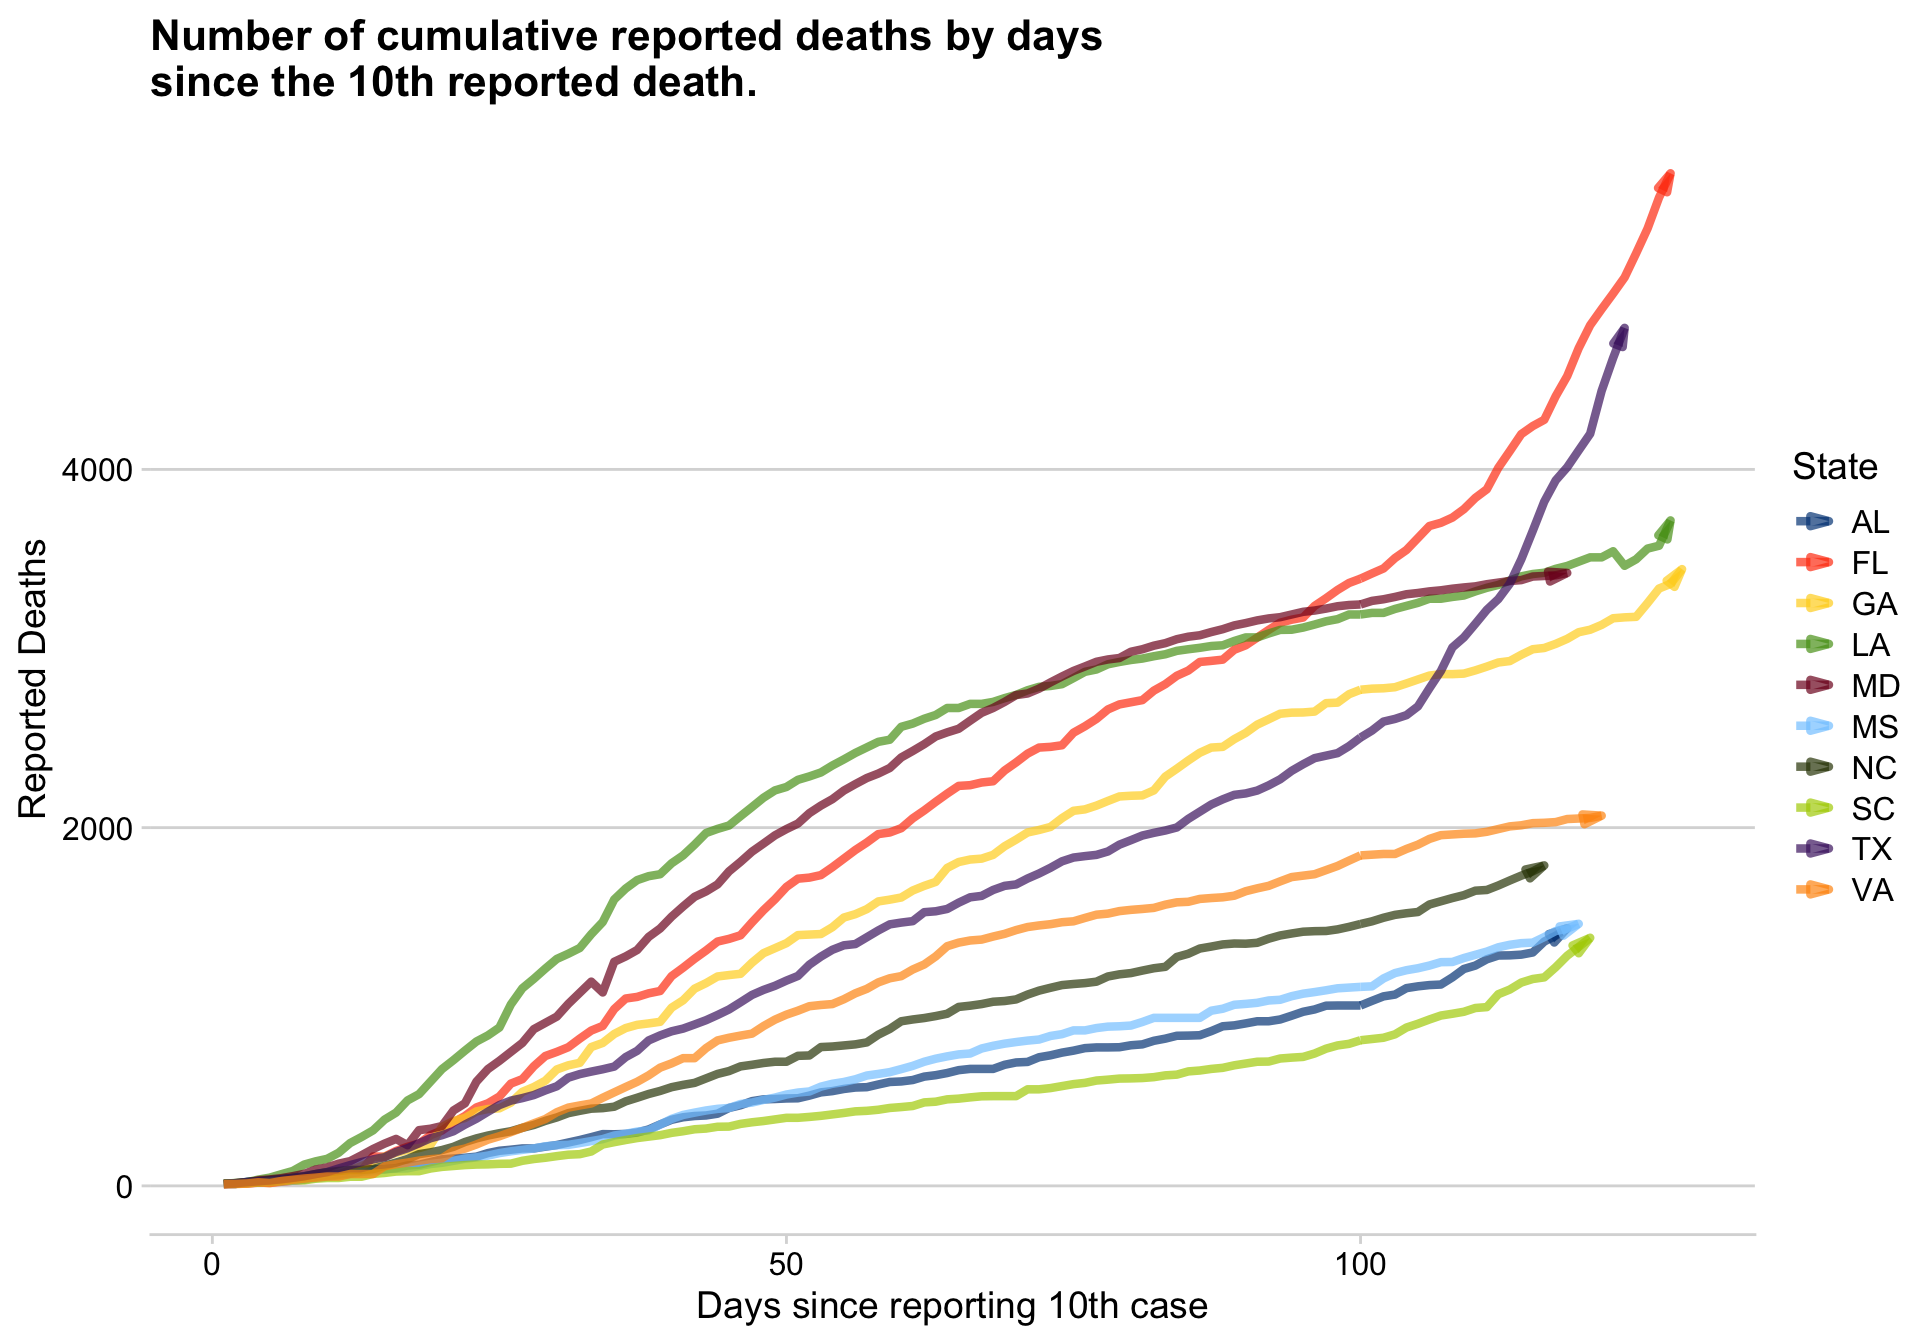 Number of cumulative reported deaths by days
since the 10th reported death.
Reported Deaths
4000
2000
0
0 50 100
Days since reporting 10th case
State
AL
FL
GA
LA
MD
MS
NC
SC
TX
VA